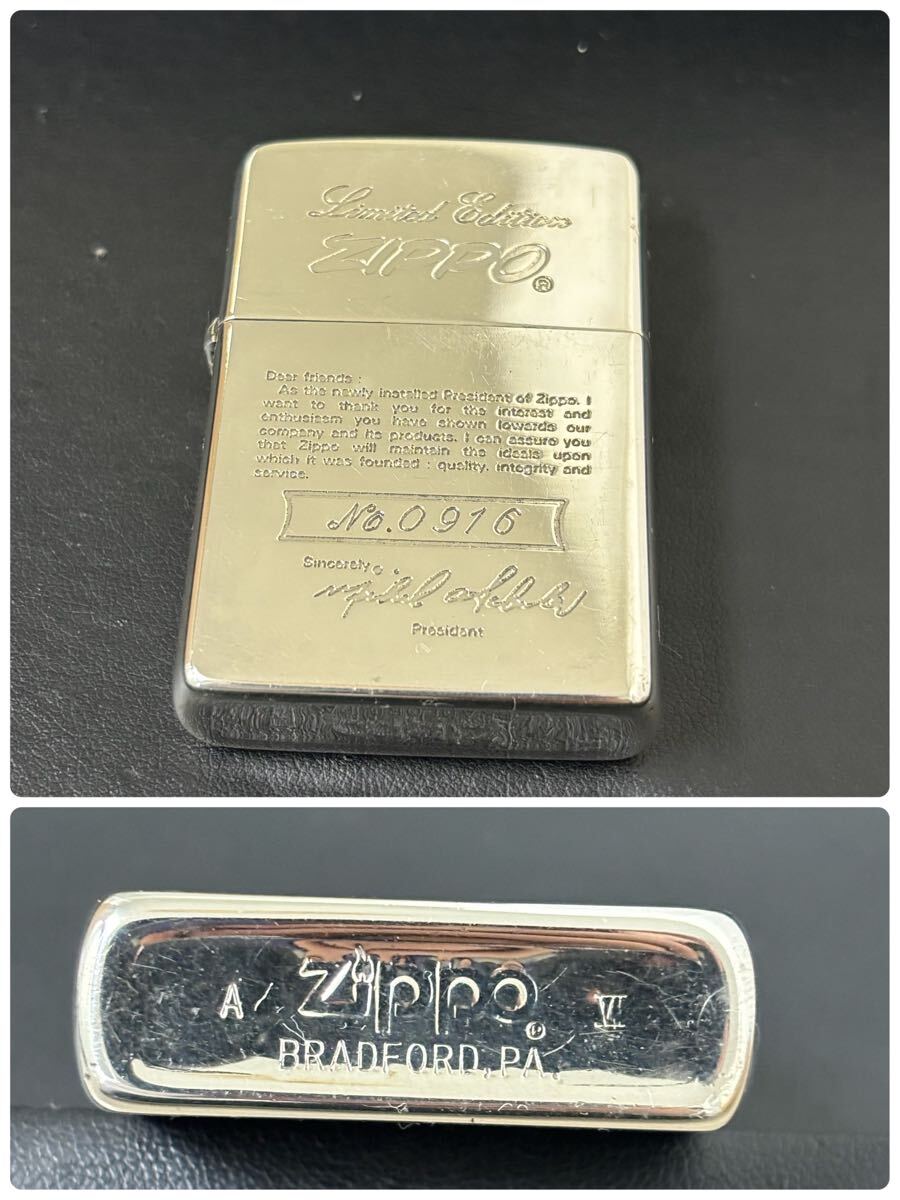 Limited Edition
ZIPPO®
Dear friends :
As the newly installed President of Zippo. I
want to thank you for the interest and
enthusiasm you have shown towards our
company and its products. I can assure you
that Zippo will maintain the ideals upon
which it was founded : quality. integrity and
service.
No.0916
Sincerely.
President
A Zippo® VI
BRADFORD,PA.